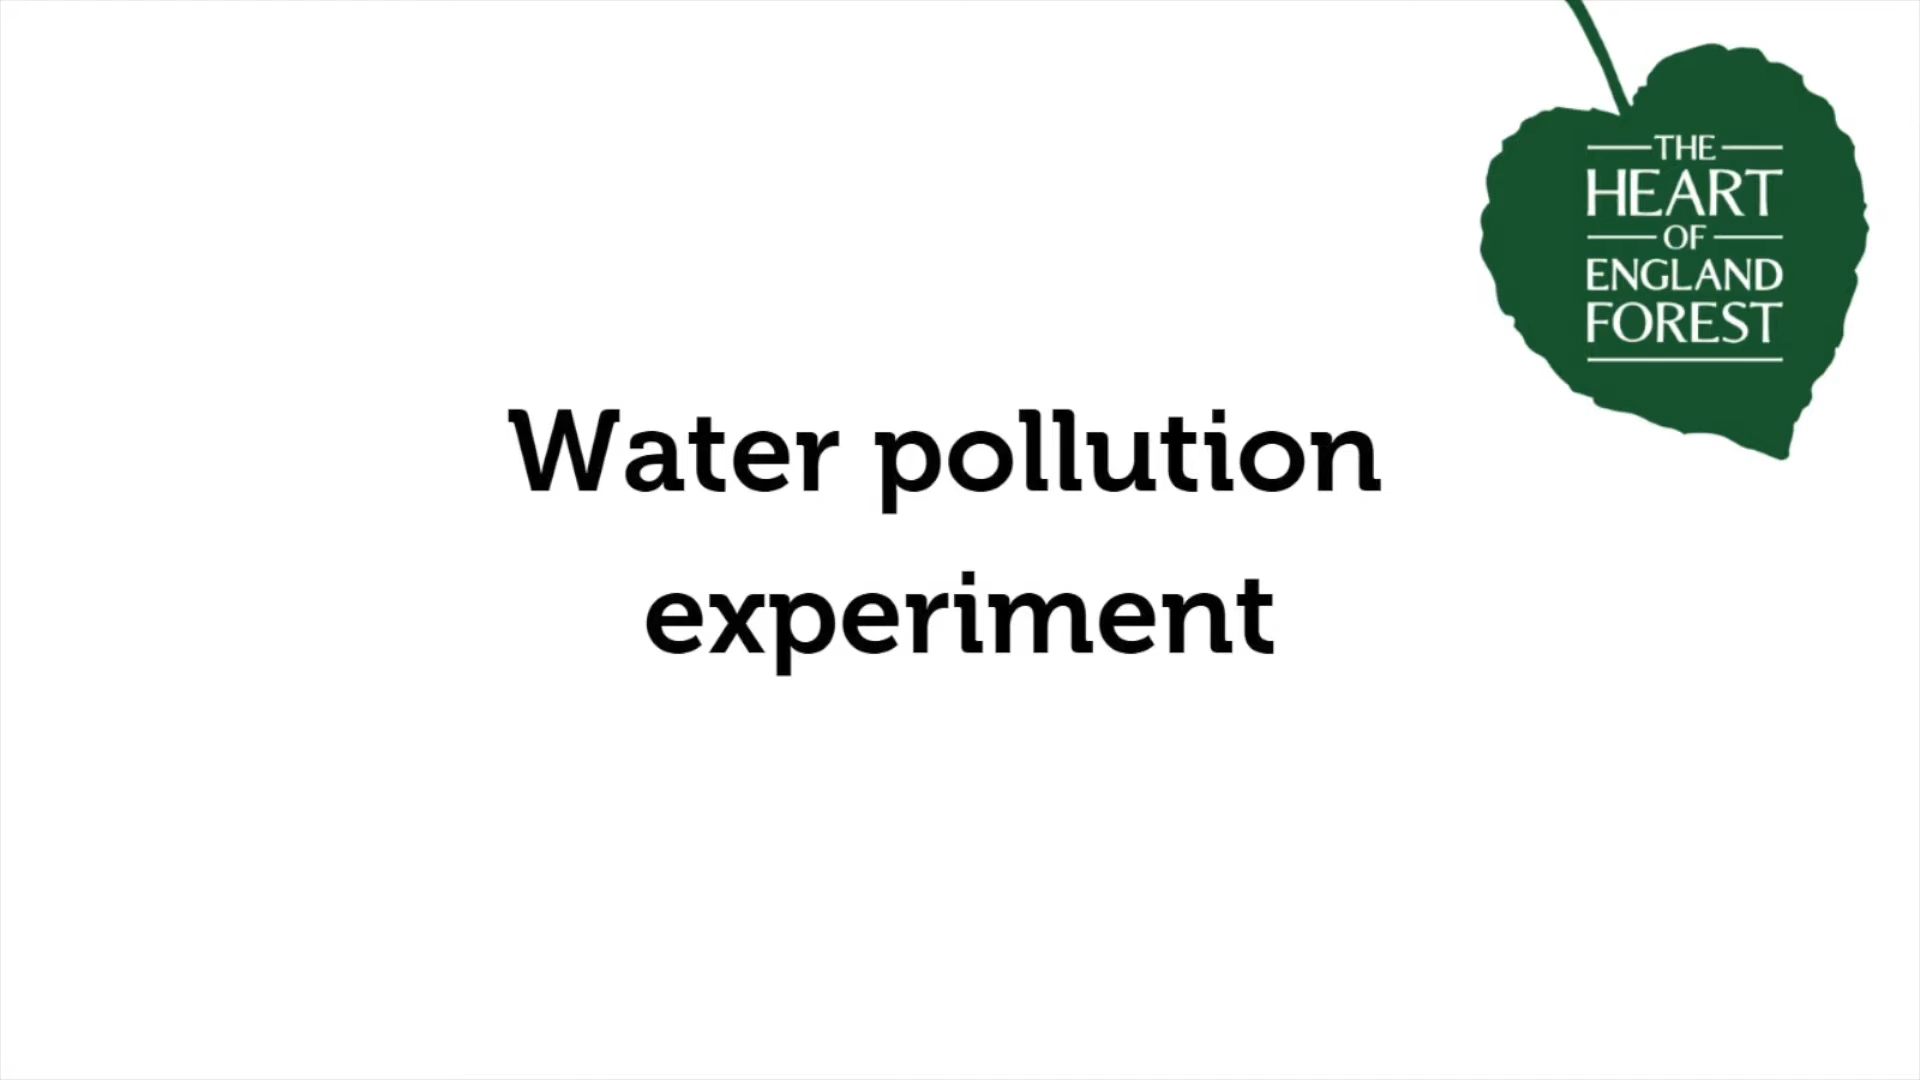 THE
HEART
OF
ENGLAND
FOREST
Water pollution
experiment